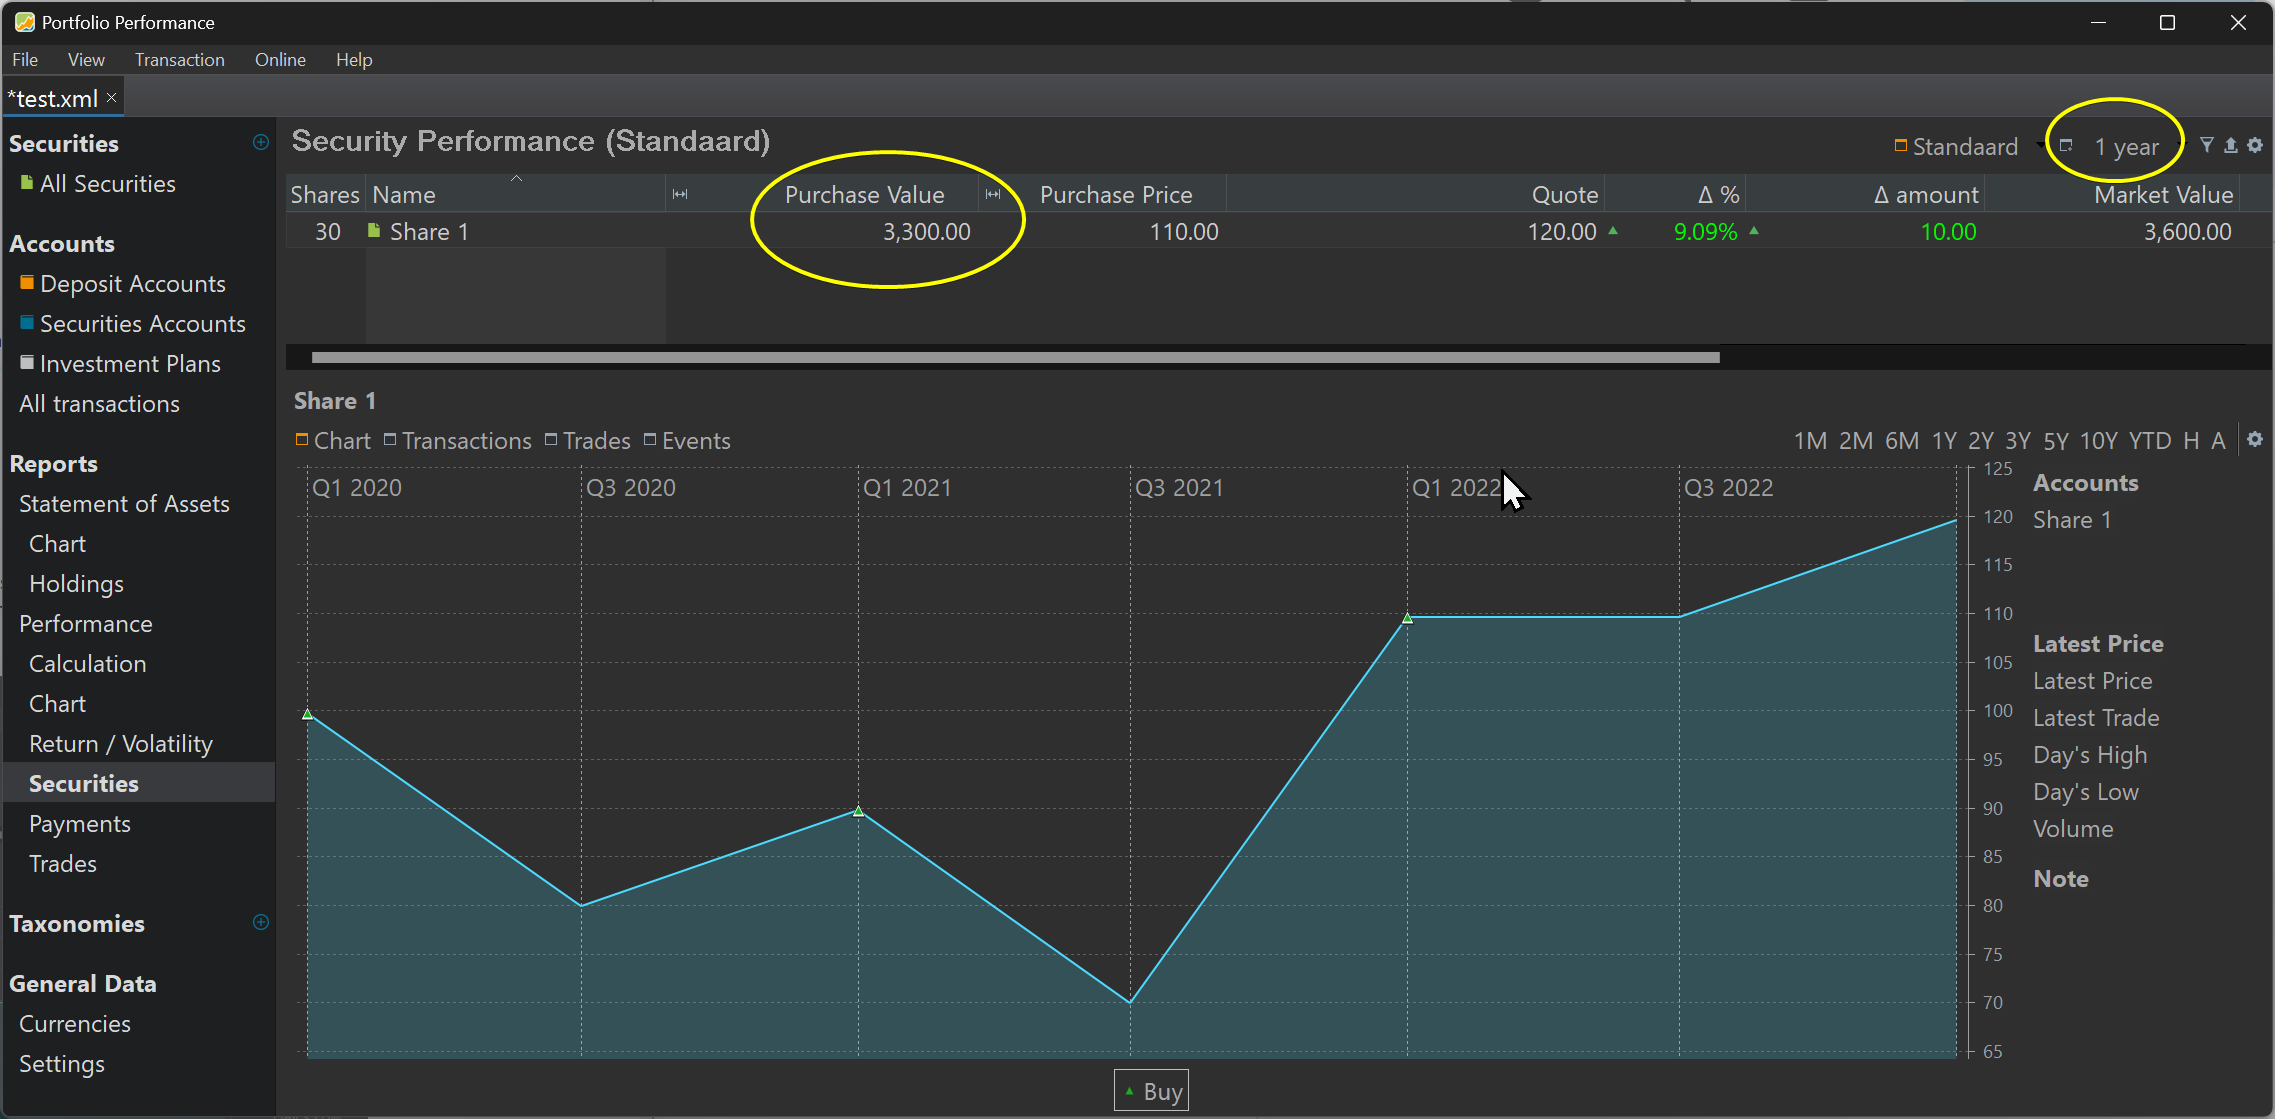 Portfolio Performance
File View Transaction Online Help
*test.xml
Securities
All Securities
Accounts
Deposit Accounts
Securities Accounts
Investment Plans
All transactions
Reports
Statement of Assets
Chart
Holdings
Performance
Calculation
Chart
Return / Volatility
Securities
Payments
Trades
Taxonomies
General Data
Currencies
Settings
Security Performance (Standaard)
Standaard 1 year
Shares Name Purchase Value Purchase Price Quote Δ % Δ amount Market Value
30 Share 1 3,300.00 110.00 120.00 9.09% 10.00 3,600.00
Share 1
Chart Transactions Trades Events
1M 2M 6M 1Y 2Y 3Y 5Y 10Y YTD H A
Q1 2020 Q3 2020 Q1 2021 Q3 2021 Q1 2022 Q3 2022
125
120
115
110
105
100
95
90
85
80
75
70
65
Buy
Accounts
Share 1
Latest Price
Latest Price
Latest Trade
Day's High
Day's Low
Volume
Note